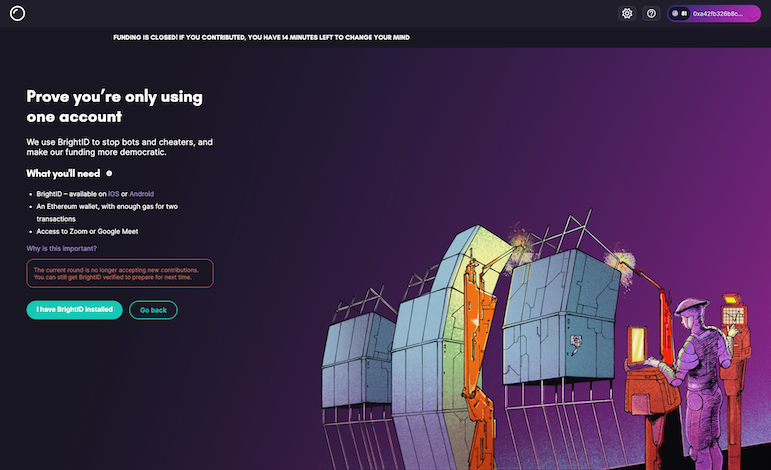 0xa42fb326b8c...
FUNDING IS CLOSED! IF YOU CONTRIBUTED, YOU HAVE 14 MINUTES LEFT TO CHANGE YOUR MIND
Prove you’re only using
one account
We use BrightID to stop bots and cheaters, and
make our funding more democratic.
What you'll need
• BrightID – available on iOS or Android
• An Ethereum wallet, with enough gas for two
transactions
• Access to Zoom or Google Meet
Why is this important?
The current round is no longer accepting new contributions.
You can still get BrightID verified to prepare for next time.
I have BrightID installed
Go back